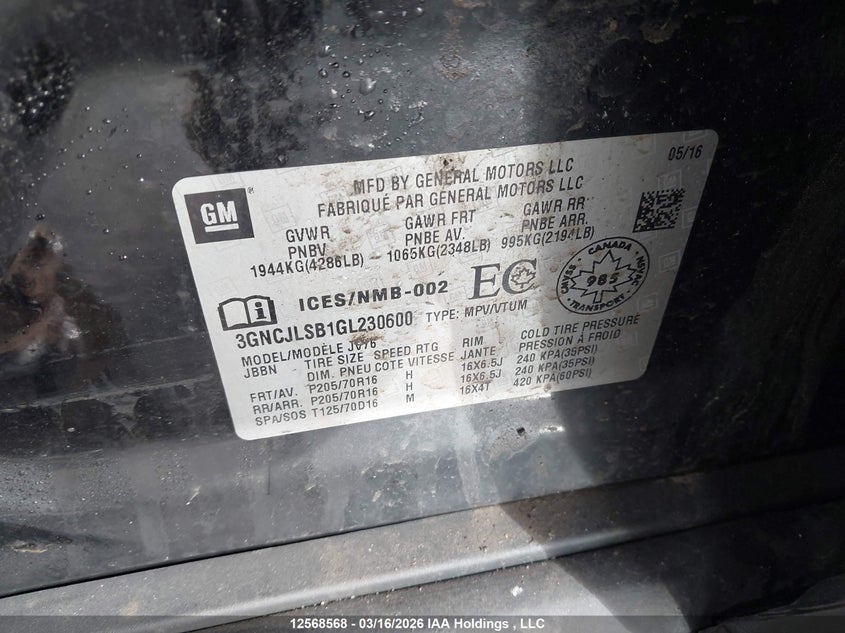 GM
05/16
MFD BY GENERAL MOTORS LLC
FABRIQUÉ PAR GENERAL MOTORS LLC
GVWR GAWR FRT GAWR RR
PNBV PNBE AV. PNBE ARR.
1944KG(4286LB) - 1065KG(2348LB) 995KG(2194LB)
ICES/NMB-002 EC
CANADA
985
TRANSPORT
3GNCJLSB1GL230600 TYPE: MPV/VTUM
MODEL/MODÈLE JC76
JBBN TIRE SIZE SPEED RTG RIM COLD TIRE PRESSURE
DIM. PNEU COTE VITESSE JANTE PRESSION A FROID
FRT/AV. P205/70R16 H 16X6.5J 240 KPA(35PSI)
RR/ARR. P205/70R16 H 16X6.5J 240 KPA(35PSI)
SPA/SOS T125/70D16 M 16X4T 420 KPA(60PSI)
12568568 - 03/16/2026 IAA Holdings , LLC